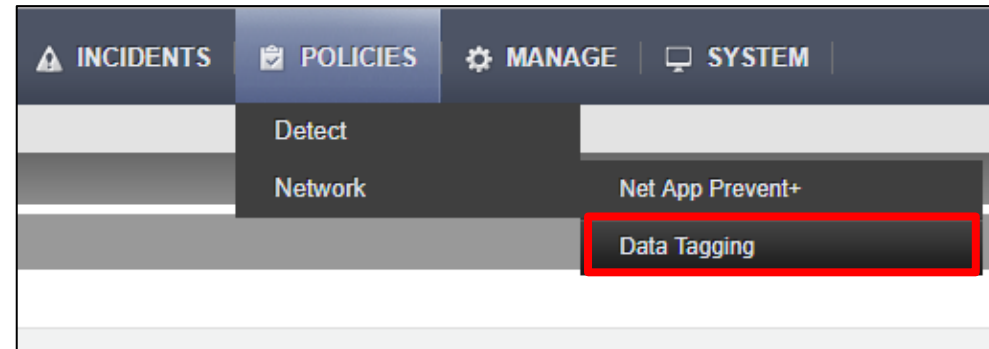 INCIDENTS POLICIES MANAGE SYSTEM
Detect
Network Net App Prevent+
Data Tagging